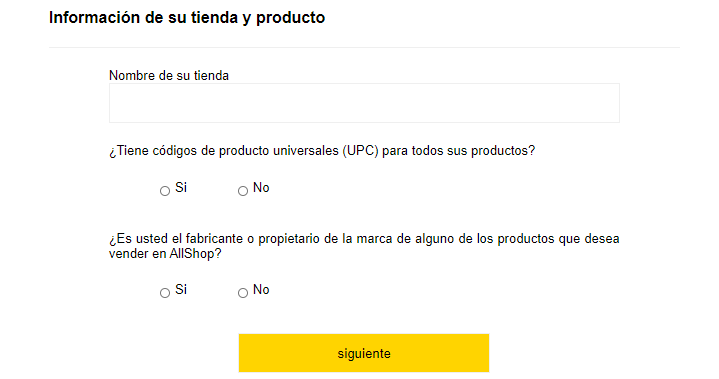 Información de su tienda y producto
Nombre de su tienda
¿Tiene códigos de producto universales (UPC) para todos sus productos?
Si No
¿Es usted el fabricante o propietario de la marca de alguno de los productos que desea
vender en AllShop?
Si No
siguiente